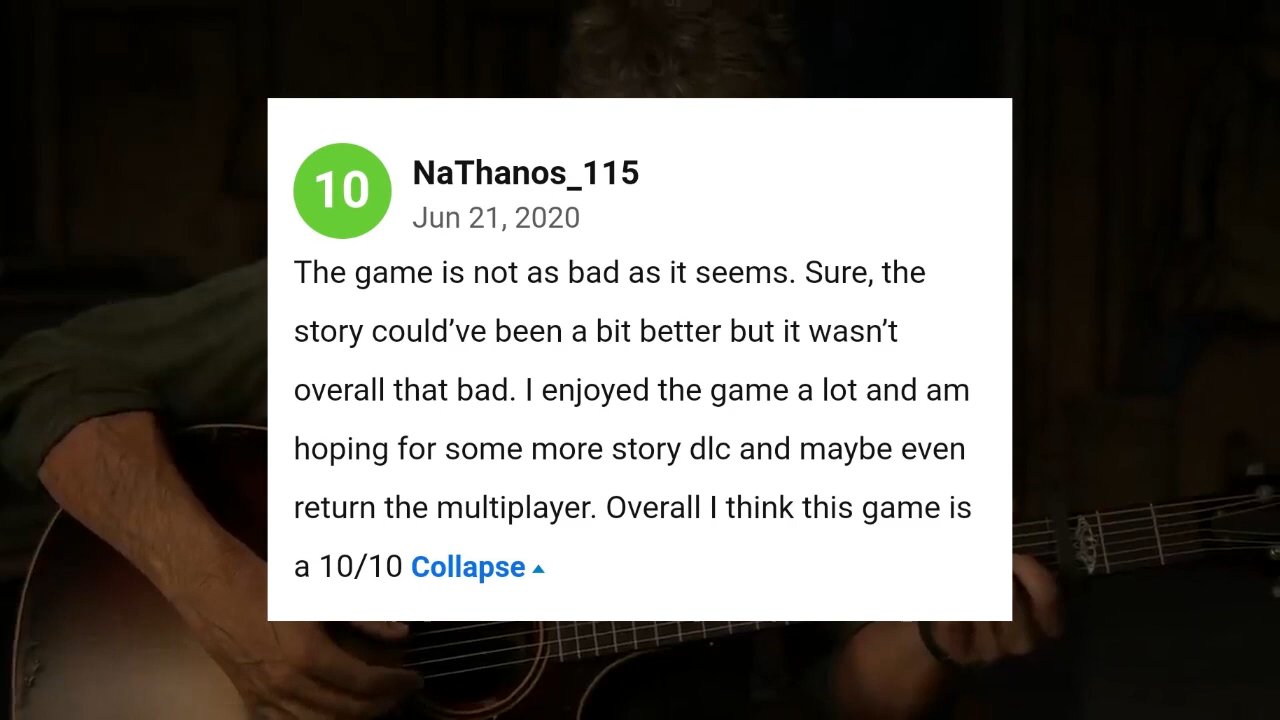 10
NaThanos_115
Jun 21, 2020
The game is not as bad as it seems. Sure, the
story could’ve been a bit better but it wasn’t
overall that bad. I enjoyed the game a lot and am
hoping for some more story dlc and maybe even
return the multiplayer. Overall I think this game is
a 10/10 Collapse